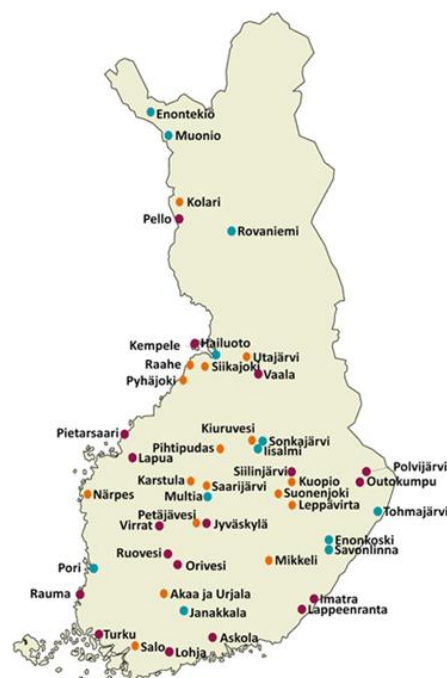 Enontekiö
Muonio
Kolari
Pello
Rovaniemi
Kempele
Hailuoto
Raahe
Siikajoki
Utajärvi
Pyhäjoki
Vaala
Pietarsaari
Kiuruvesi
Sonkajärvi
Pihtipudas
Iisalmi
Lapua
Siilinjärvi
Polvijärvi
Karstula
Saarijärvi
Kuopio
Outokumpu
Närpes
Multia
Suonenjoki
Leppävirta
Tohmajärvi
Petäjävesi
Virrat
Jyväskylä
Enonkoski
Savonlinna
Ruovesi
Orivesi
Mikkeli
Pori
Rauma
Akaa ja Urjala
Imatra
Janakkala
Lappeenranta
Turku
Askola
Salo
Lohja